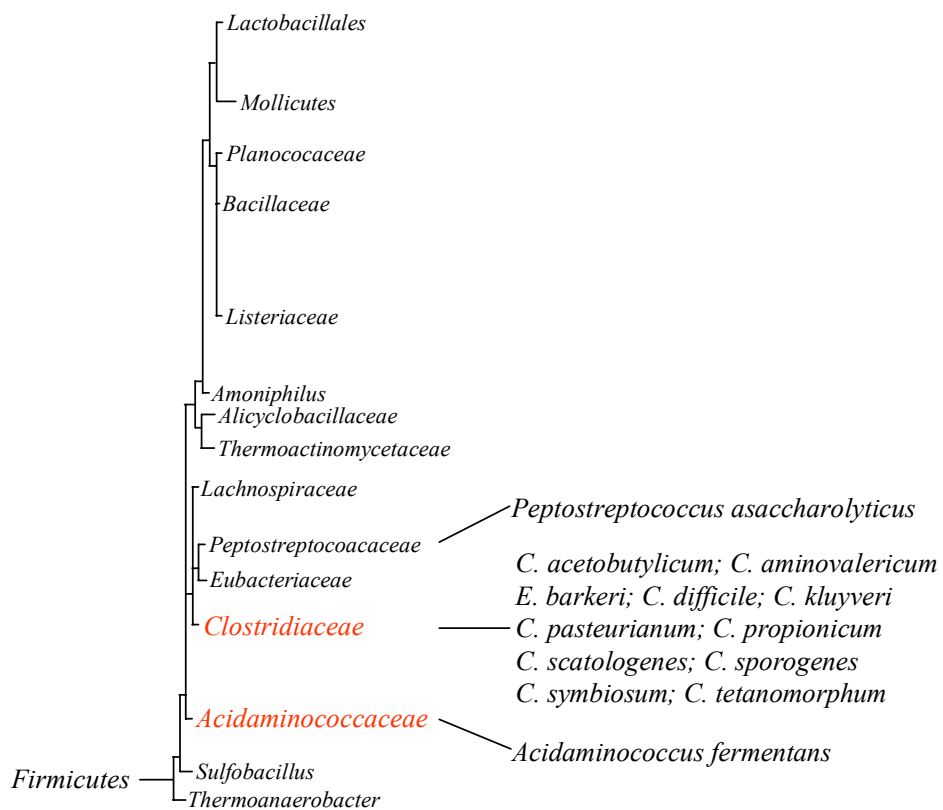 Lactobacillales
Mollicutes
Planococaceae
Bacillaceae
Listeriaceae
Amoniphilus
Alicyclobacillaceae
Thermoactinomycetaceae
Lachnospiraceae
Peptostreptococcus asaccharolyticus
Peptostreptocoacaceae
C. acetobutylicum; C. aminovalericum
Eubacteriaceae
E. barkeri; C. difficile; C. kluyveri
Clostridiaceae
C. pasteurianum; C. propionicum
C. scatologenes; C. sporogenes
C. symbiosum; C. tetanomorphum
Acidaminococcaceae
Acidaminococcus fermentans
Sulfobacillus
Firmicutes
Thermoanaerobacter